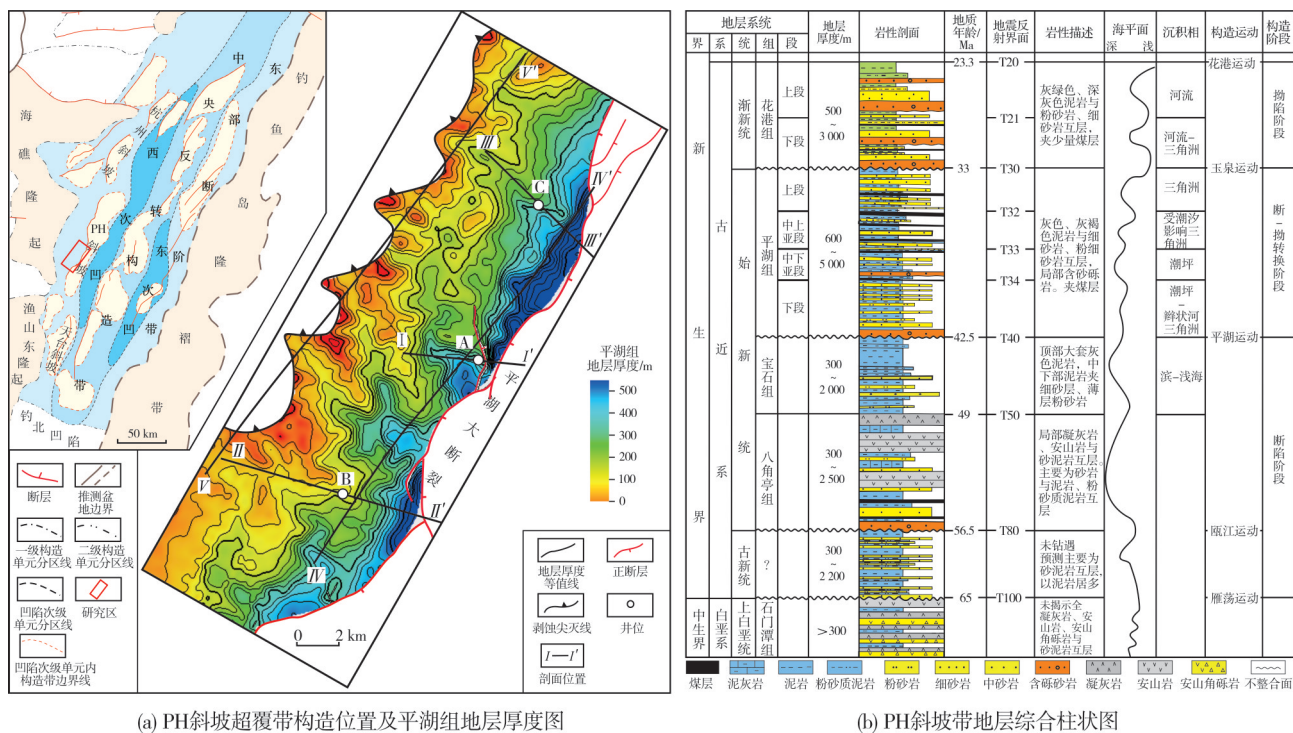 中
东
钓
鱼
岛
隆
褶
带
央
部
反
转
构
造
带
断
阶
杭
州
斜
坡
西
次
凹
东
次
凹
海
礁
隆
起
PH
斜
坡
渔
山
东
隆
起
天台斜坡
钓
北
凹
陷
带
50 km
断层
推测盆
地边界
一级构造
单元分区线
二级构造
单元分区线
凹陷次级
单元分区线
研究区
凹陷次级单元内
构造带边界线
V'
III
C
IV'
III'
I
A
I'
II
B
II'
V
IV
平
湖
大
断
裂
0 2 km
平湖组
地层厚度/m
500
400
300
200
100
0
地层厚度
等值线
正断层
剥蚀尖灭线
井位
I I'
剖面位置
(a) PH斜坡超覆带构造位置及平湖组地层厚度图
地层系统
界 系 统 组 段
地层
厚度/m
岩性剖面
地质
年龄/
Ma
地震反
射界面
岩性描述
海平面
深 浅
沉积相
构造运动
构造
阶段
新
生
界
古
近
系
渐新统
花港组
上段
下段
500
~
3 000
23.3
T20
T21
灰绿色、深
灰色泥岩与
粉砂岩、细
砂岩互层,
夹少量煤层
河流
河流-
三角洲
花港运动
拗陷阶段
33
T30
玉泉运动
始
新
统
平湖组
上段
中上
亚段
中下
亚段
下段
600
~
5 000
T32
T33
T34
灰色、灰褐
色泥岩与细
砂岩、粉细
砂岩互层,
局部含砂砾
岩。夹煤层
三角洲
受潮汐
影响三
角洲
潮坪
潮坪
-
辫状河
三角洲
断-拗转换阶段
42.5
T40
平湖运动
宝石组
300
~
2 000
顶部大套灰
色泥岩,中
下部泥岩夹
细砂层、薄
层粉砂岩
滨-浅海
49
T50
八角亭组
300
~
2 500
局部凝灰岩、
安山岩与砂
泥岩互层。
主要为砂岩
与泥岩、粉
砂质泥岩互
层
断陷阶段
56.5
T80
瓯江运动
古新统
?
300
~
2 200
未钻遇
预测主要为
砂泥岩互层,
以泥岩居多
65
T100
雁荡运动
中生界
白垩系
上白垩统
石门潭组
>300
未揭示全
凝灰岩、安
山岩、安山
角砾岩与
砂泥岩互层
煤层 泥灰岩 泥岩 粉砂质泥岩 粉砂岩 细砂岩 中砂岩 含砾砂岩 凝灰岩 安山岩 安山角砾岩 不整合面
(b) PH斜坡带地层综合柱状图